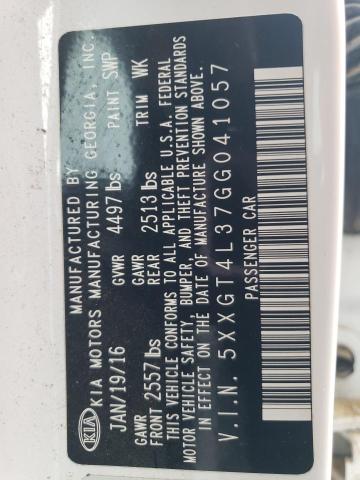 MANUFACTURED BY
KIA KIA MOTORS MANUFACTURING GEORGIA, INC.
JAN/19/16 4497 lbs PAINT SWP
GVWR
GAWR GAWR
FRONT 2557 lbs REAR 2513 lbs TRIM WK
THIS VEHICLE CONFORMS TO ALL APPLICABLE U.S.A. FEDERAL
MOTOR VEHICLE SAFETY, BUMPER, AND THEFT PREVENTION STANDARDS
IN EFFECT ON THE DATE OF MANUFACTURE SHOWN ABOVE.
V.I.N. 5XXGT4L37GG041057
PASSENGER CAR